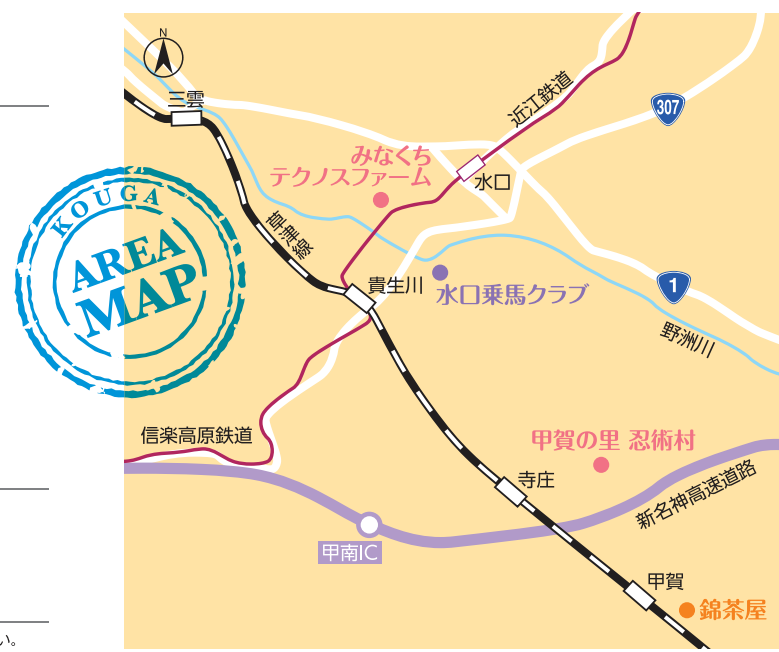 N
三雲
近江鉄道
307
みなくち
テクノスファーム
水口
KOUGA
AREA
MAP
草津線
貴生川
水口乗馬クラブ
1
野洲川
信楽高原鉄道
甲賀の里 忍術村
寺庄
新名神高速道路
甲南IC
甲賀
錦茶屋
い。